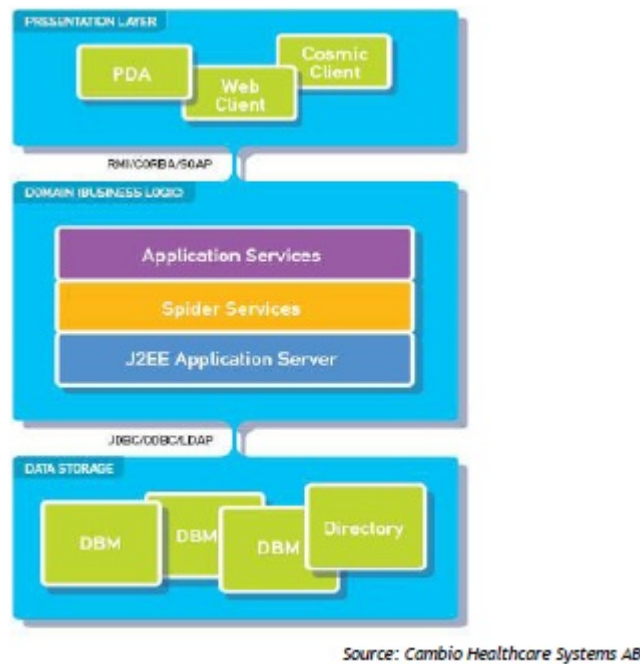 PRESENTATION LAYER
PDA
Web
Client
Cosmic
Client
RMI/CORBA/SOAP
DOMAIN (BUSINESS LOGIC)
Application Services
Spider Services
J2EE Application Server
JDBC/ODBC/LDAP
DATA STORAGE
DBM
DBM
DBM
Directory
Source: Cambio Healthcare Systems AB